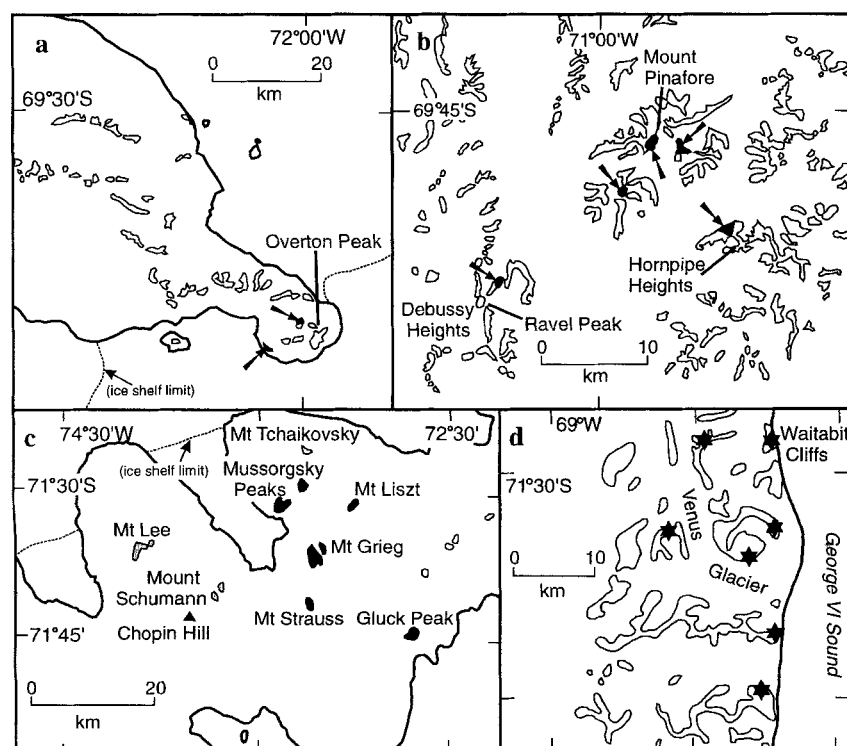 a
72°00'W
0 20
km
69°30'S
Overton Peak
(ice shelf limit)
b
71°00'W
Mount
Pinafore
69°45'S
Hornpipe
Heights
Debussy
Heights
Ravel Peak
0 10
km
c
74°30'W
72°30'
(ice shelf limit)
Mt Tchaikovsky
Mussorgsky
Peaks
71°30'S
Mt Liszt
Mt Lee
Mt Grieg
Mount
Schumann
Mt Strauss
Gluck Peak
71°45'
Chopin Hill
0 20
km
d
69°W
Waitabit
Cliffs
71°30'S
Venus
Glacier
0 10
km
George VI Sound